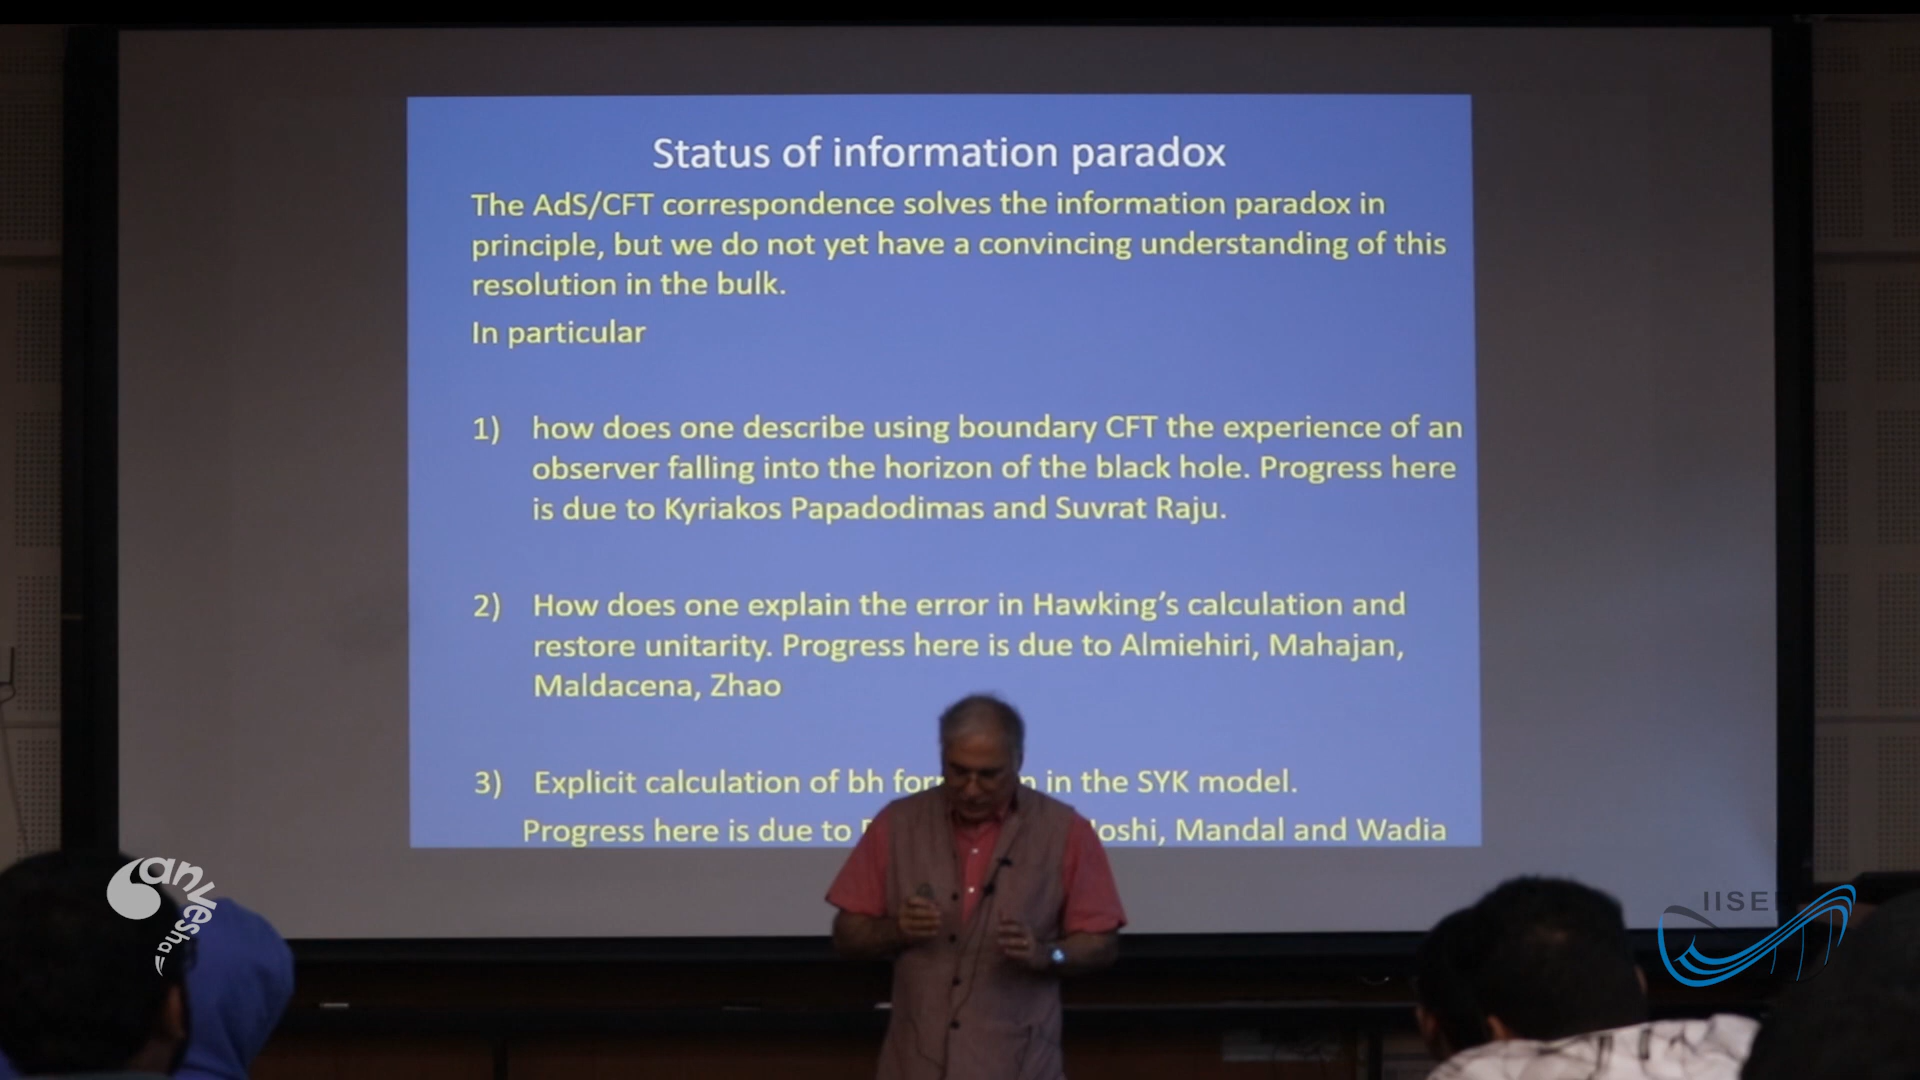 Status of information paradox
The AdS/CFT correspondence solves the information paradox in
principle, but we do not yet have a convincing understanding of this
resolution in the bulk.
In particular
1) how does one describe using boundary CFT the experience of an
observer falling into the horizon of the black hole. Progress here
is due to Kyriakos Papadodimas and Suvrat Raju.
2) How does one explain the error in Hawking's calculation and
restore unitarity. Progress here is due to Almiehiri, Mahajan,
Maldacena, Zhao
3) Explicit calculation of bh in the SYK model.
Progress here is due to Mandal and Wadia
anvesha